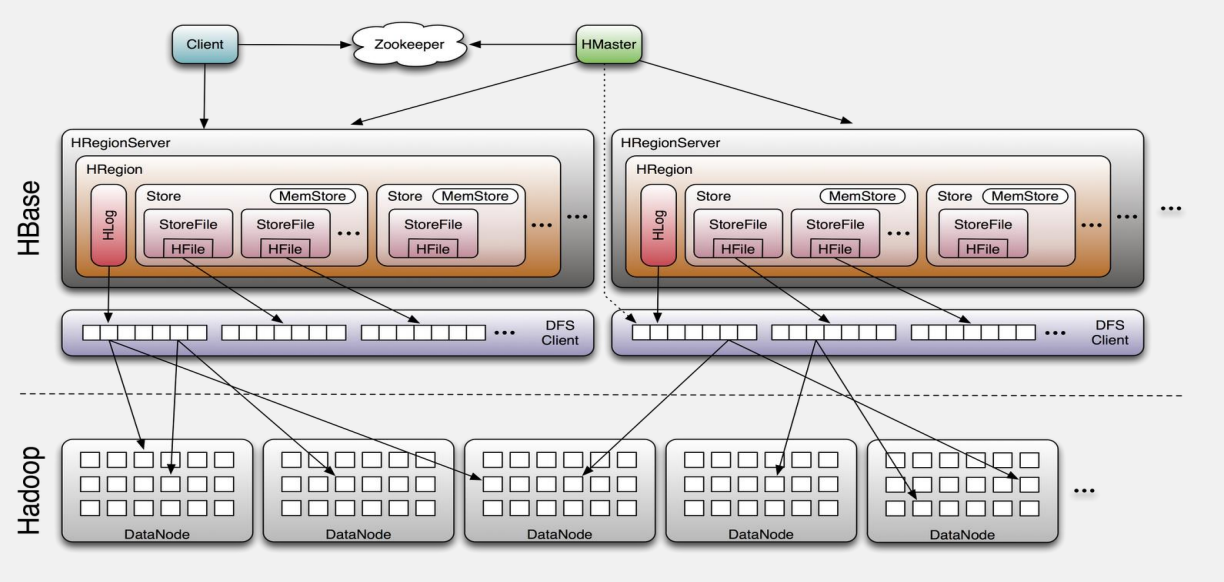 Client
Zookeeper
HMaster
HBase
HRegionServer
HRegion
HLog
Store
MemStore
StoreFile
HFile
StoreFile
HFile
...
Store
MemStore
StoreFile
HFile
...
...
HRegionServer
HRegion
HLog
Store
MemStore
StoreFile
HFile
StoreFile
HFile
...
Store
MemStore
StoreFile
HFile
...
...
...
...
DFS
Client
...
DFS
Client
Hadoop
DataNode
DataNode
DataNode
DataNode
DataNode
...